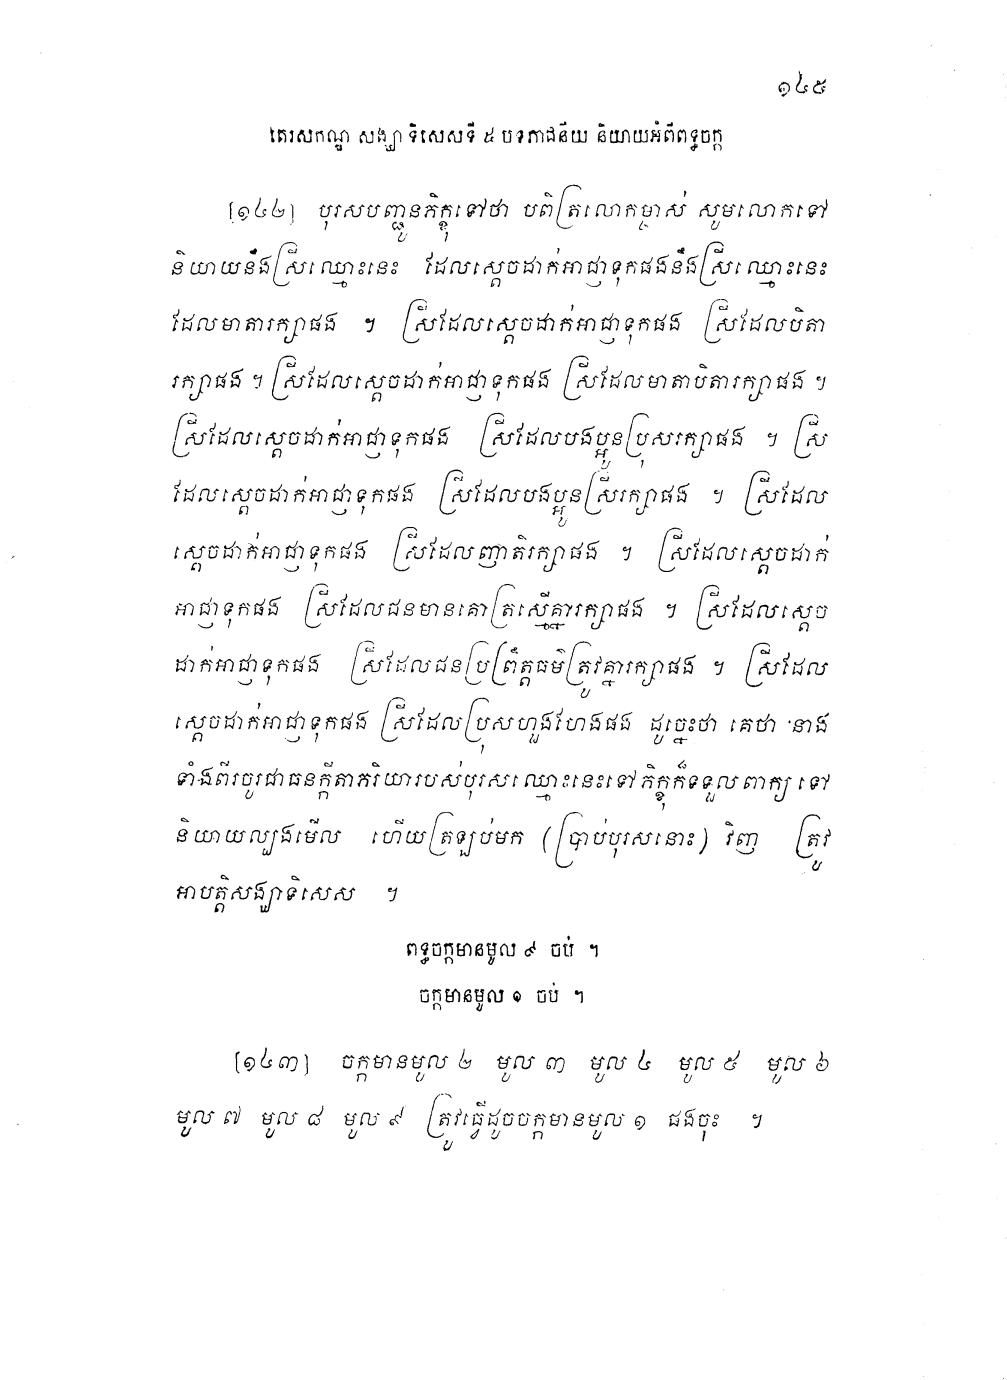 ១៤៥
តេរសកណ្ឌ សង្ឃាទិសេសទី ៥ បទភាជន័យ និយាយអំពីពទ្ធចក្ក
[១៤២] បុរសបញ្ជូនភិក្ខុទៅថា បពិត្រលោកម្ចាស់ សូមលោកទៅ
និយាយនឹងស្រីឈ្មោះនេះ ដែលស្តេចដាក់អាជ្ញាទុកផងនឹងស្រីឈ្មោះនេះ
ដែលមាតារក្សាផង ។ ស្រីដែលស្តេចដាក់អាជ្ញាទុកផង ស្រីដែលបិតា
រក្សាផង ។ ស្រីដែលស្តេចដាក់អាជ្ញាទុកផង ស្រីដែលមាតាបិតារក្សាផង ។
ស្រីដែលស្តេចដាក់អាជ្ញាទុកផង ស្រីដែលបងប្អូនប្រុសរក្សាផង ។ ស្រី
ដែលស្តេចដាក់អាជ្ញាទុកផង ស្រីដែលបងប្អូនស្រីរក្សាផង ។ ស្រីដែល
ស្តេចដាក់អាជ្ញាទុកផង ស្រីដែលញាតិរក្សាផង ។ ស្រីដែលស្តេចដាក់
អាជ្ញាទុកផង ស្រីដែលជនមានគោត្រស្មើគ្នារក្សាផង ។ ស្រីដែលស្តេច
ដាក់អាជ្ញាទុកផង ស្រីដែលជនប្រព្រឹត្តធម៌ត្រូវគ្នារក្សាផង ។ ស្រីដែល
ស្តេចដាក់អាជ្ញាទុកផង ស្រីដែលប្រុសហួងហែងផង ដូច្នេះថា គេថា នាង
ទាំងពីរចូរជាធនក្កីតាភរិយារបស់បុរសឈ្មោះនេះទៅ ភិក្ខុក៏ទទួលពាក្យ ទៅ
និយាយល្បងមើល ហើយត្រឡប់មក (ប្រាប់បុរសនោះ) វិញ ត្រូវ
អាបត្តិសង្ឃាទិសេស ។
ពទ្ធចក្កមានមូល ៩ ចប់ ។
ចក្កមានមូល ១ ចប់ ។
[១៤៣] ចក្កមានមូល ២ មូល ៣ មូល ៤ មូល ៥ មូល ៦
មូល ៧ មូល ៨ មូល ៩ ត្រូវធ្វើដូចចក្កមានមូល ១ ផងចុះ ។